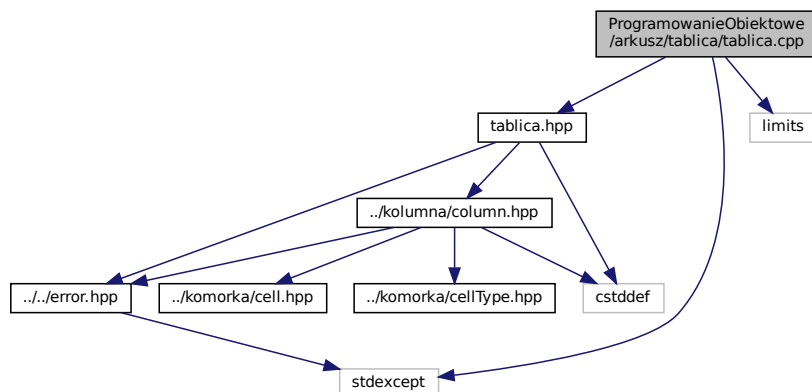 ProgramowanieObiektowe
/arkusz/tablica/tablica.cpp
tablica.hpp
limits
../kolumna/column.hpp
../../error.hpp
../komorka/cell.hpp
../komorka/cellType.hpp
cstddef
stdexcept